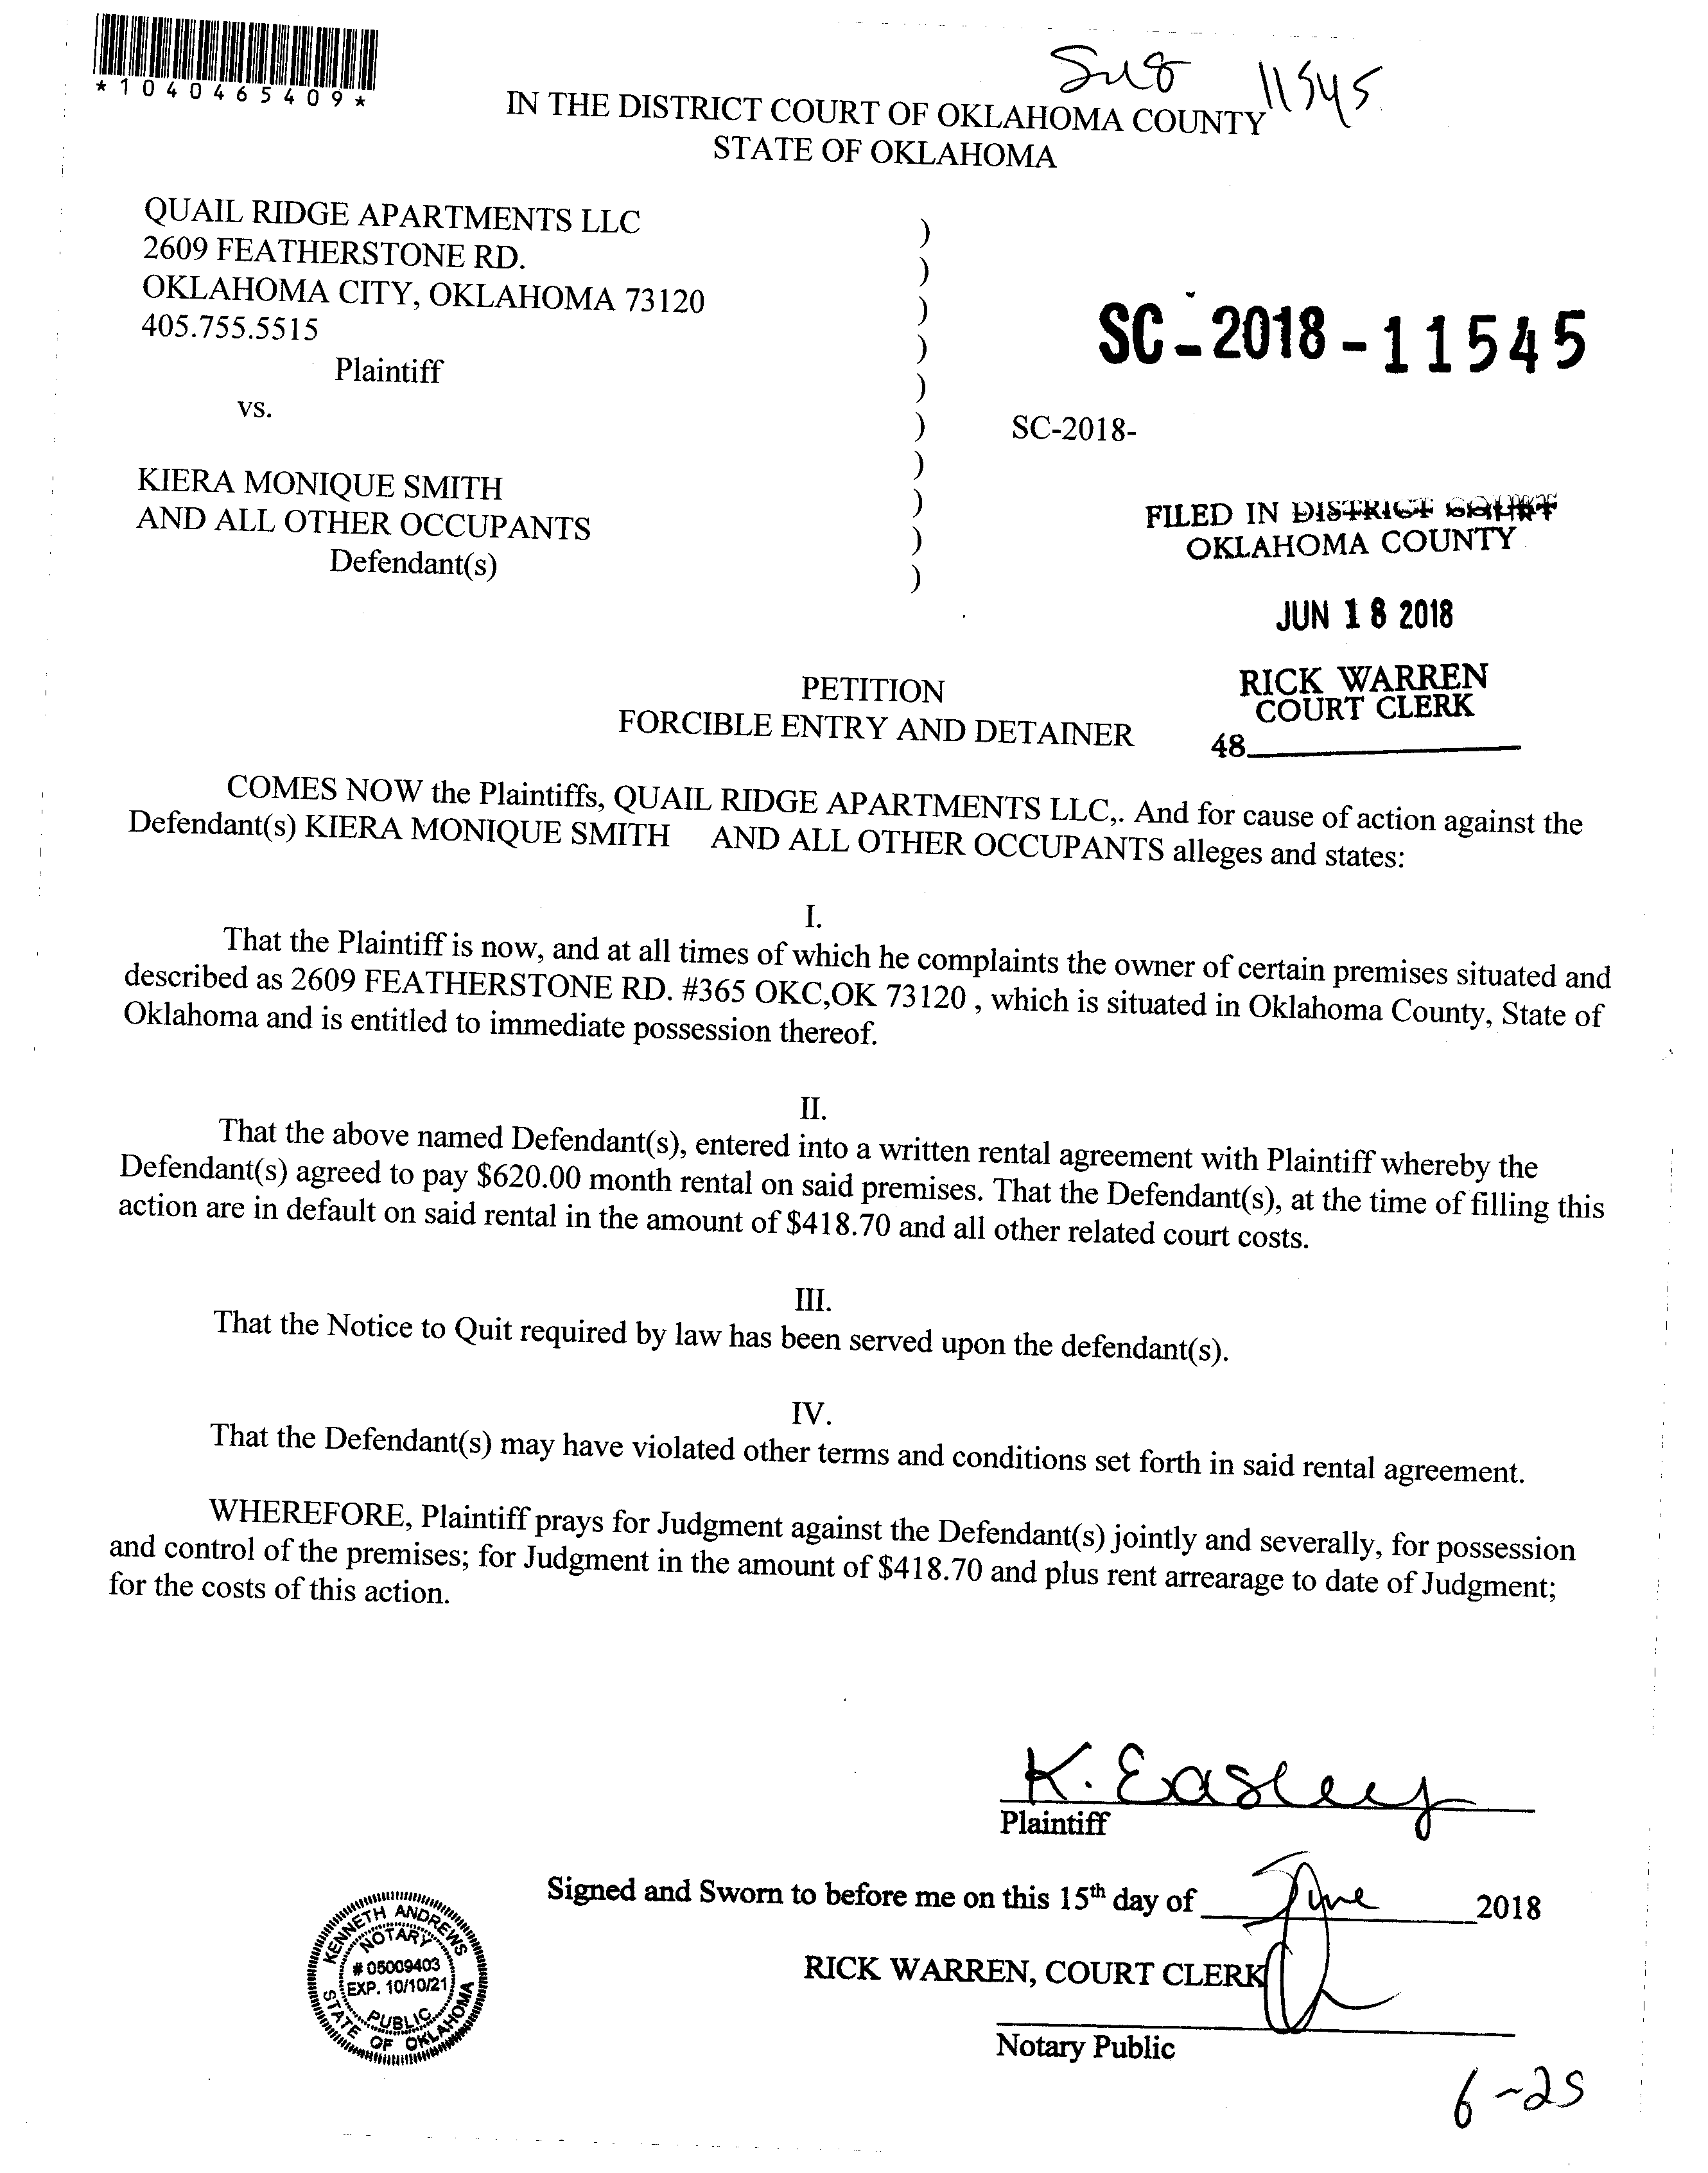 *1040465409*
Su8 11545
IN THE DISTRICT COURT OF OKLAHOMA COUNTY
STATE OF OKLAHOMA
QUAIL RIDGE APARTMENTS LLC )
2609 FEATHERSTONE RD. )
OKLAHOMA CITY, OKLAHOMA 73120 )
405.755.5515 )
Plaintiff )
vs. )
)
KIERA MONIQUE SMITH )
AND ALL OTHER OCCUPANTS )
Defendant(s) )
SC-2018-11545
SC-2018-
FILED IN DISTRICT COURT
OKLAHOMA COUNTY
JUN 18 2018
RICK WARREN
COURT CLERK
48
PETITION
FORCIBLE ENTRY AND DETAINER
COMES NOW the Plaintiffs, QUAIL RIDGE APARTMENTS LLC,. And for cause of action against the
Defendant(s) KIERA MONIQUE SMITH AND ALL OTHER OCCUPANTS alleges and states:
I.
That the Plaintiff is now, and at all times of which he complaints the owner of certain premises situated and
described as 2609 FEATHERSTONE RD. #365 OKC,OK 73120 , which is situated in Oklahoma County, State of
Oklahoma and is entitled to immediate possession thereof.
II.
That the above named Defendant(s), entered into a written rental agreement with Plaintiff whereby the
Defendant(s) agreed to pay $620.00 month rental on said premises. That the Defendant(s), at the time of filling this
action are in default on said rental in the amount of $418.70 and all other related court costs.
III.
That the Notice to Quit required by law has been served upon the defendant(s).
IV.
That the Defendant(s) may have violated other terms and conditions set forth in said rental agreement.
WHEREFORE, Plaintiff prays for Judgment against the Defendant(s) jointly and severally, for possession
and control of the premises; for Judgment in the amount of $418.70 and plus rent arrearage to date of Judgment;
for the costs of this action.
K. Easley
Plaintiff
Signed and Sworn to before me on this 15th day of June 2018
RICK WARREN, COURT CLERK
Notary Public
KENNETH ANDREWS
NOTARY
# 05009403
EXP. 10/10/21
PUBLIC
STATE OF OKLAHOMA
6-25